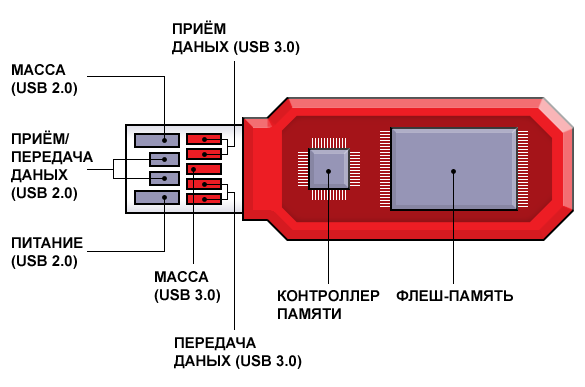 ПРИЁМ
ДАНЫХ (USB 3.0)
МАССА
(USB 2.0)
ПРИЁМ/
ПЕРЕДАЧА
ДАНЫХ
(USB 2.0)
ПИТАНИЕ
(USB 2.0)
МАССА
(USB 3.0)
ПЕРЕДАЧА
ДАНЫХ (USB 3.0)
КОНТРОЛЛЕР
ПАМЯТИ
ФЛЕШ-ПАМЯТЬ